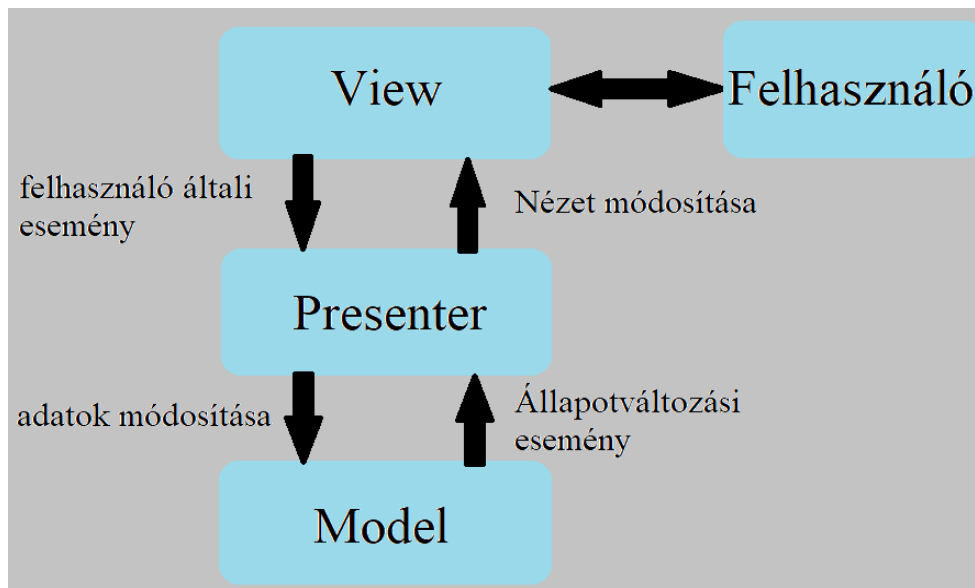 View
Felhasználó
felhasználó általi
esemény
Nézet módosítása
Presenter
adatok módosítása
Állapotváltozási
esemény
Model